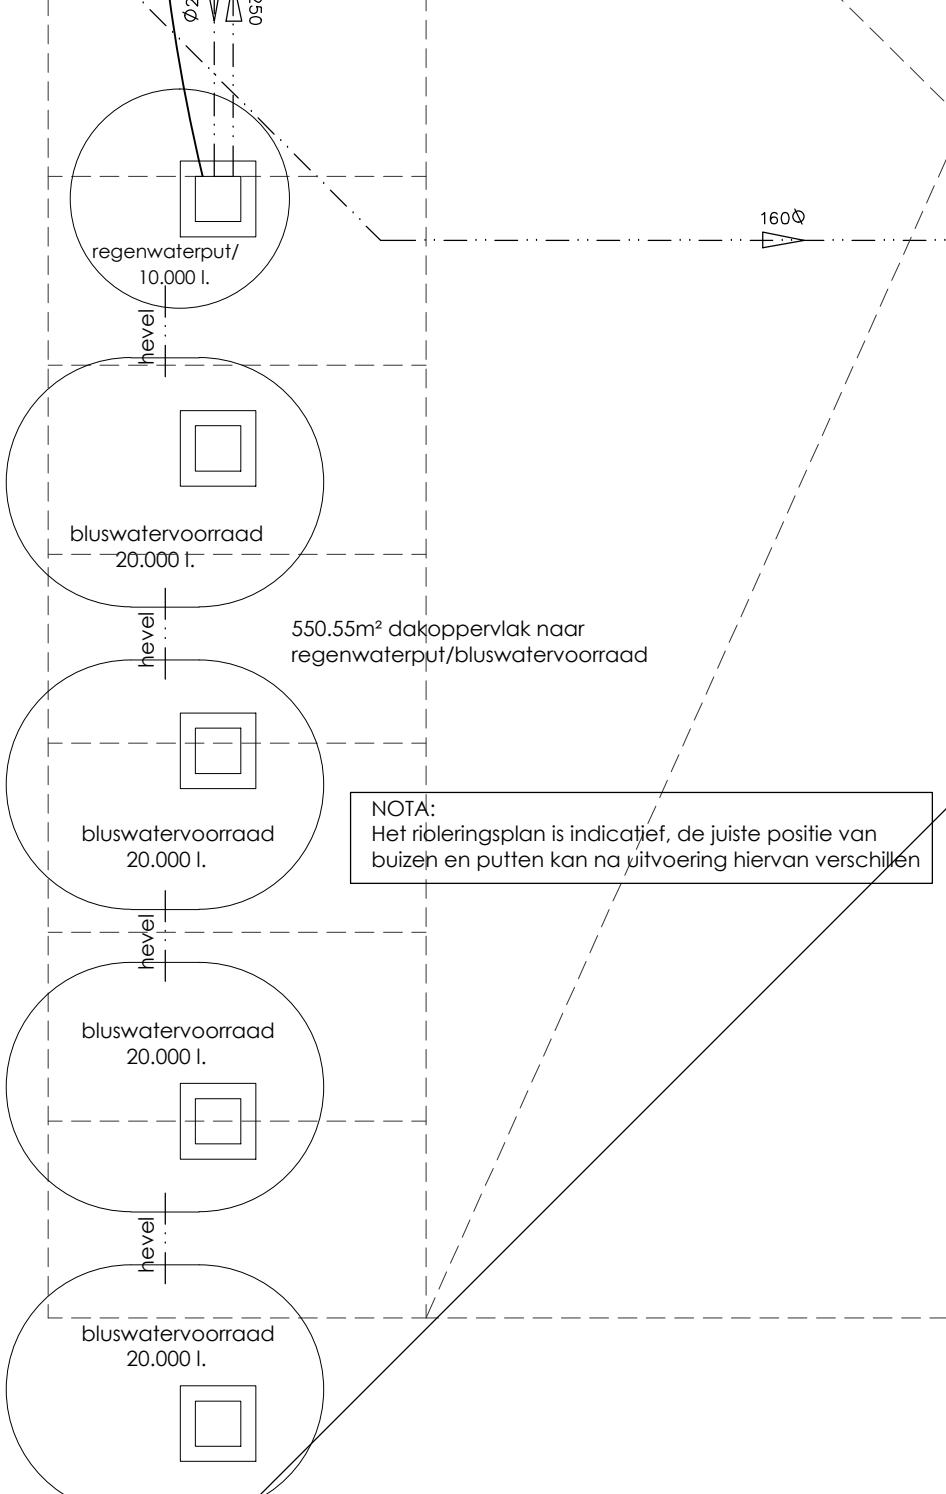 250
160Ø
regenwaterput/
10.000 l.
hevel
bluswatervoorraad
20.000 l.
hevel
550.55m² dakoppervlak naar
regenwaterput/bluswatervoorraad
NOTA:
Het rioleringsplan is indicatief, de juiste positie van
buizen en putten kan na uitvoering hiervan verschillen
bluswatervoorraad
20.000 l.
hevel
bluswatervoorraad
20.000 l.
hevel
bluswatervoorraad
20.000 l.